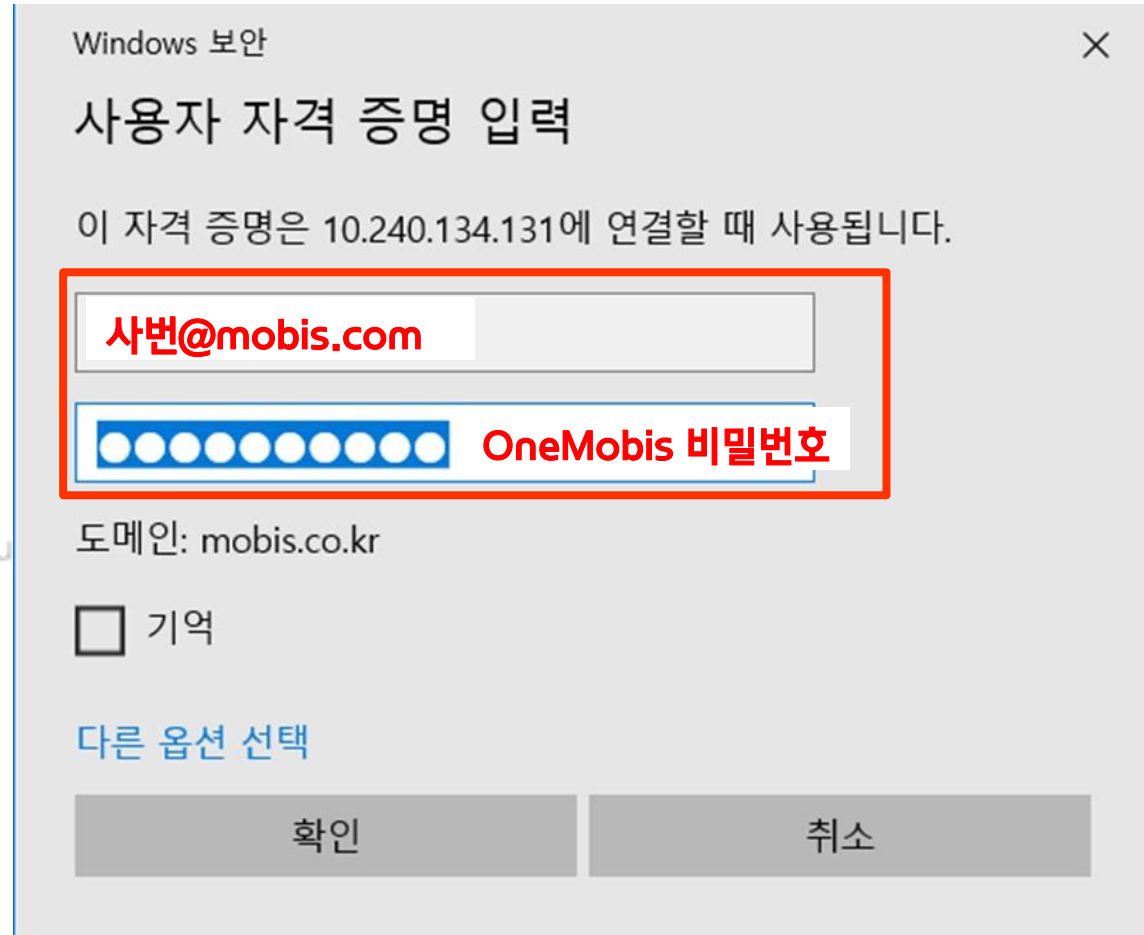 Windows 보안
사용자 자격 증명 입력
이 자격 증명은 10.240.134.131에 연결할 때 사용됩니다.
사번@mobis.com
●●●●●●●●●● OneMobis 비밀번호
도메인: mobis.co.kr
기억
다른 옵션 선택
확인
취소